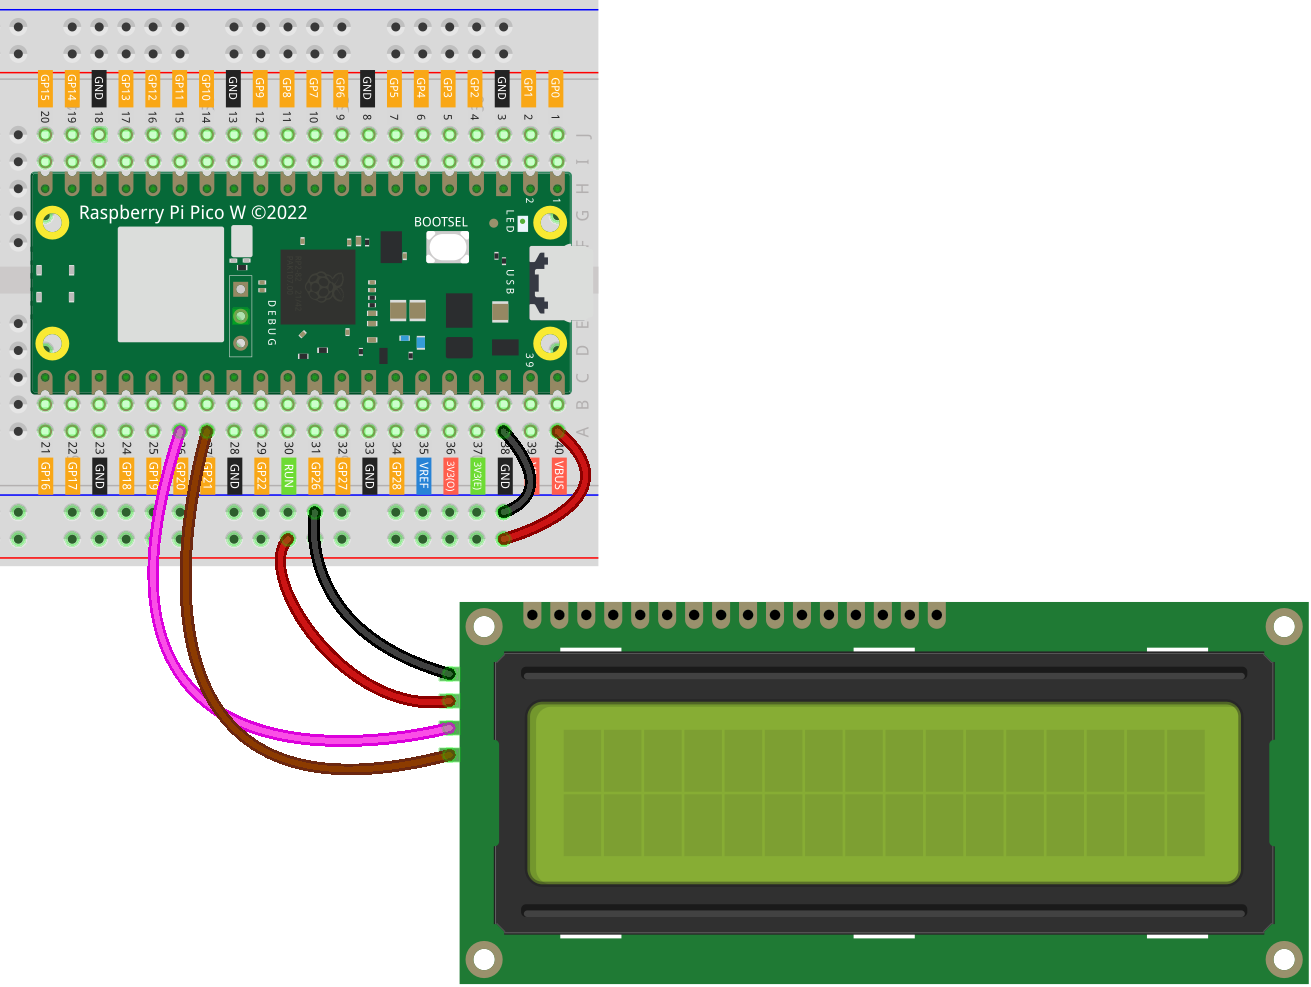 GP15 GP14 GND GP13 GP12 GP11 GP10 GND GP9 GP8 GP7 GP6 GND GP5 GP4 GP3 GP2 GND GP1 GP0
20 19 18 17 16 15 14 13 12 11 10 9 8 7 6 5 4 3 2 1
J
I
H
2 1
Raspberry Pi Pico W ©2022
BOOTSEL
LED
G
F
USB
DEBUG
E
D
39
C
B
A
21 22 23 24 25 26 27 28 29 30 31 32 33 34 35 36 37 38 39 40
GP16 GP17 GND GP18 GP19 GP20 GP21 GND GP22 RUN GP26 GP27 GND GP28 VREF 3V3(O) 3V3(E) GND VBUS